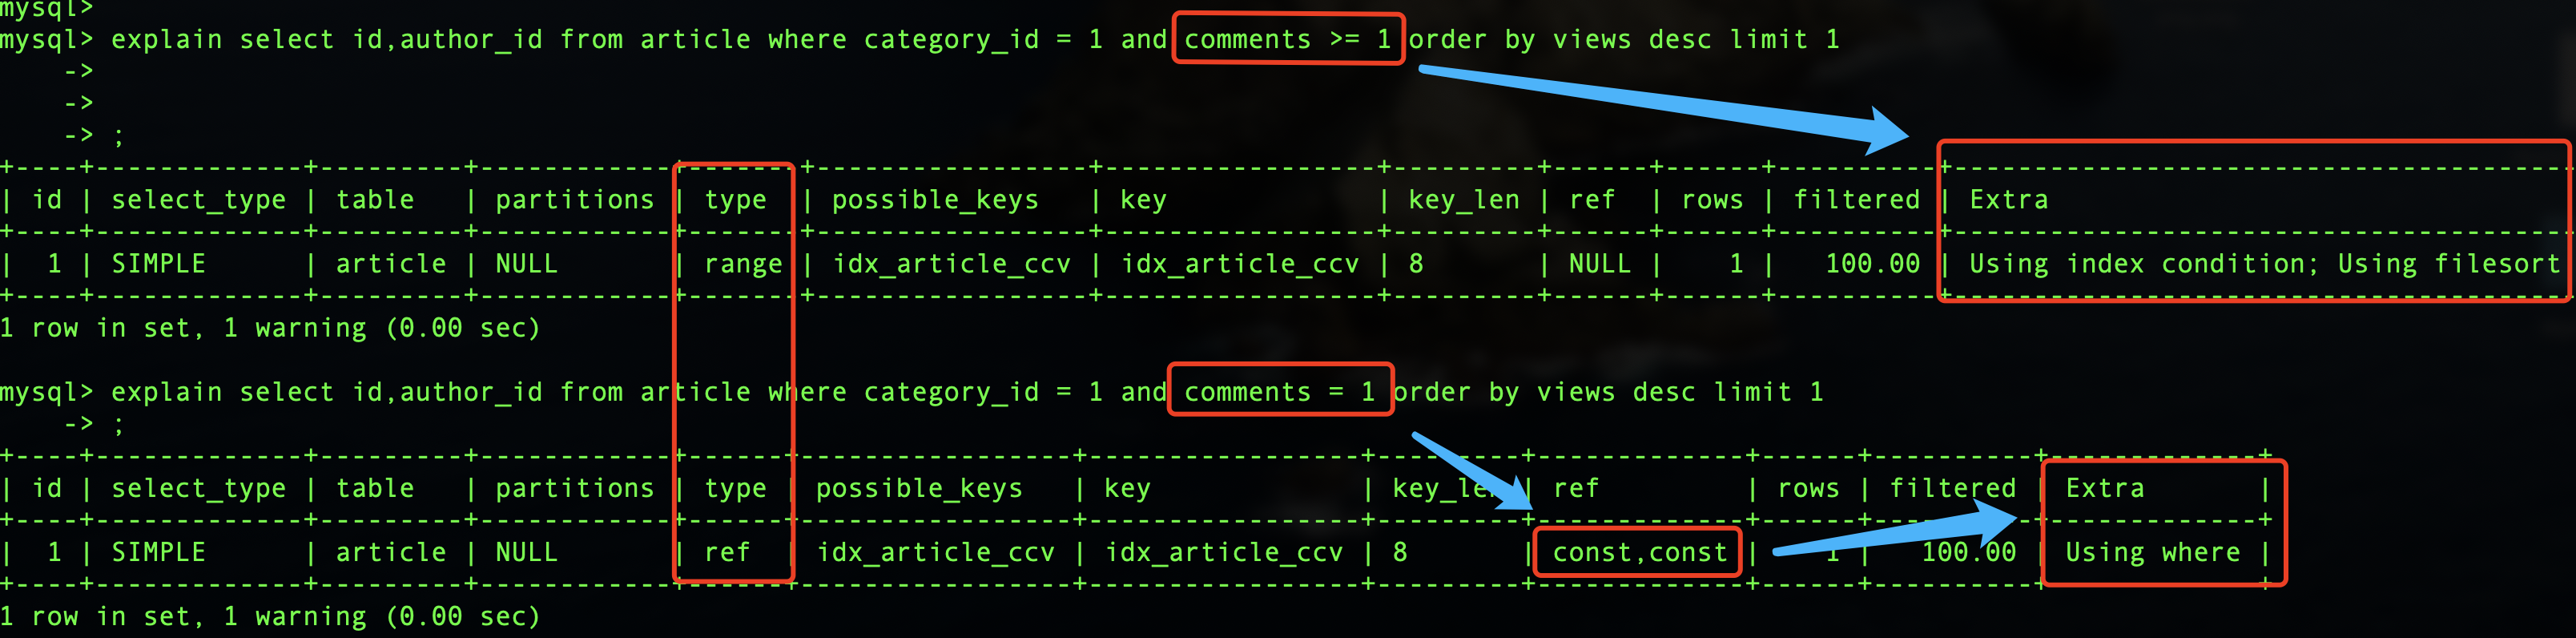 mysql>
mysql> explain select id,author_id from article where category_id = 1 and comments >= 1 order by views desc limit 1
    ->
    ->
    -> ;
+----+-------------+---------+------------+-------+-----------------+-----------------+---------+------+------+----------+---------------------------------------
| id | select_type | table   | partitions | type  | possible_keys   | key             | key_len | ref  | rows | filtered | Extra
+----+-------------+---------+------------+-------+-----------------+-----------------+---------+------+------+----------+---------------------------------------
|  1 | SIMPLE      | article | NULL       | range | idx_article_ccv | idx_article_ccv | 8       | NULL |    1 |   100.00 | Using index condition; Using filesort
+----+-------------+---------+------------+-------+-----------------+-----------------+---------+------+------+----------+---------------------------------------
1 row in set, 1 warning (0.00 sec)
mysql> explain select id,author_id from article where category_id = 1 and comments = 1 order by views desc limit 1
    -> ;
+----+-------------+---------+------------+------+-----------------+-----------------+---------+-------------+------+----------+-------------+
| id | select_type | table   | partitions | type | possible_keys   | key             | key_len | ref         | rows | filtered | Extra       |
+----+-------------+---------+------------+------+-----------------+-----------------+---------+-------------+------+----------+-------------+
|  1 | SIMPLE      | article | NULL       | ref  | idx_article_ccv | idx_article_ccv | 8       | const,const |    1 |   100.00 | Using where |
+----+-------------+---------+------------+------+-----------------+-----------------+---------+-------------+------+----------+-------------+
1 row in set, 1 warning (0.00 sec)